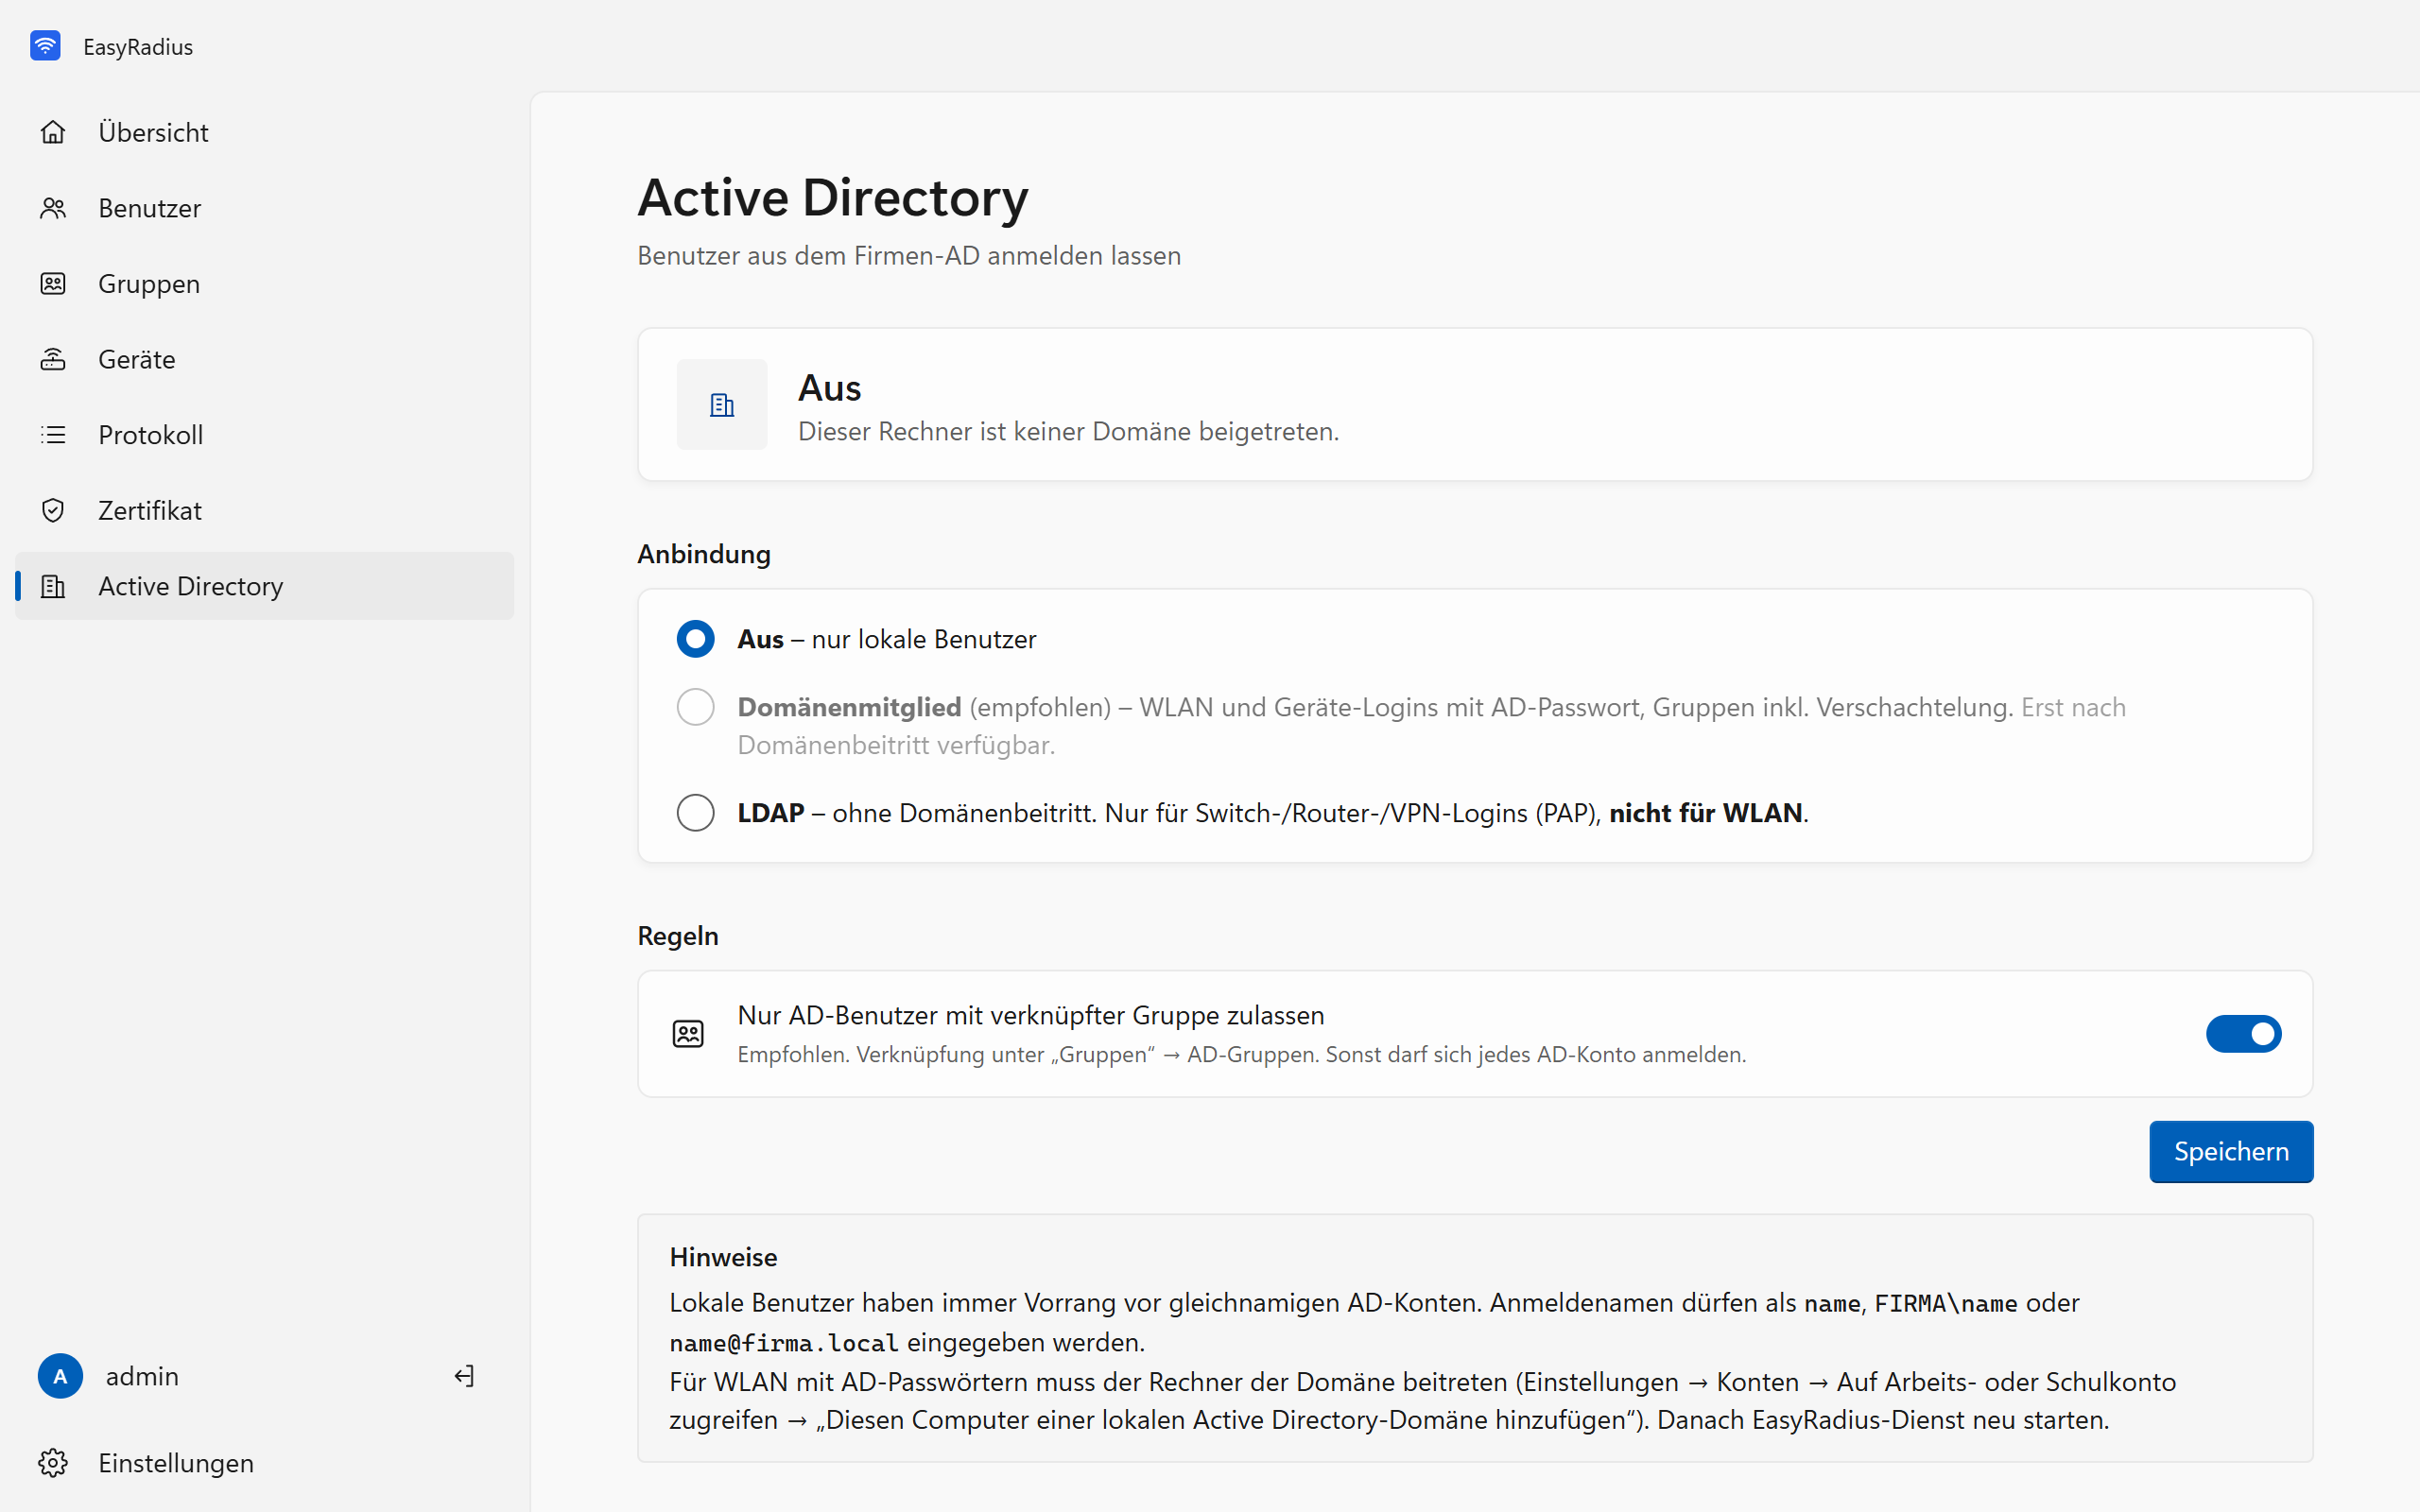 EasyRadius
Übersicht
Benutzer
Gruppen
Geräte
Protokoll
Zertifikat
Active Directory
admin
A
Einstellungen
Active Directory
Benutzer aus dem Firmen-AD anmelden lassen
Aus
Dieser Rechner ist keiner Domäne beigetreten.
Anbindung
Aus – nur lokale Benutzer
Domänenmitglied (empfohlen) – WLAN und Geräte-Logins mit AD-Passwort, Gruppen inkl. Verschachtelung. Erst nach
Domänenbeitritt verfügbar.
LDAP – ohne Domänenbeitritt. Nur für Switch-/Router-/VPN-Logins (PAP), nicht für WLAN.
Regeln
Nur AD-Benutzer mit verknüpfter Gruppe zulassen
Empfohlen. Verknüpfung unter „Gruppen“ → AD-Gruppen. Sonst darf sich jedes AD-Konto anmelden.
Speichern
Hinweise
Lokale Benutzer haben immer Vorrang vor gleichnamigen AD-Konten. Anmeldenamen dürfen als name, FIRMA\name oder
name@firma.local eingegeben werden.
Für WLAN mit AD-Passwörtern muss der Rechner der Domäne beitreten (Einstellungen → Konten → Auf Arbeits- oder Schulkonto
zugreifen → „Diesen Computer einer lokalen Active Directory-Domäne hinzufügen“). Danach EasyRadius-Dienst neu starten.